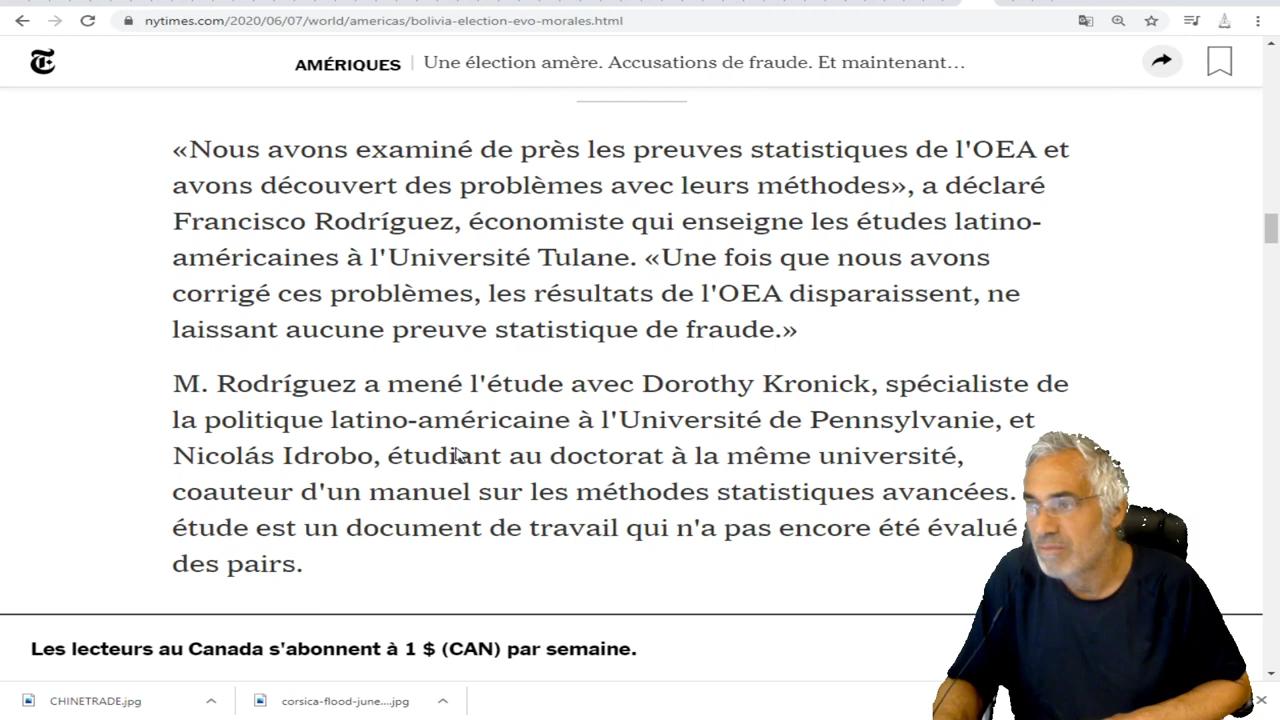 nytimes.com/2020/06/07/world/americas/bolivia-election-evo-morales.html
AMÉRIQUES | Une élection amère. Accusations de fraude. Et maintenant…
«Nous avons examiné de près les preuves statistiques de l'OEA et
avons découvert des problèmes avec leurs méthodes», a déclaré
Francisco Rodríguez, économiste qui enseigne les études latino-
américaines à l'Université Tulane. «Une fois que nous avons
corrigé ces problèmes, les résultats de l'OEA disparaissent, ne
laissant aucune preuve statistique de fraude.»
M. Rodríguez a mené l'étude avec Dorothy Kronick, spécialiste de
la politique latino-américaine à l'Université de Pennsylvanie, et
Nicolás Idrobo, étudiant au doctorat à la même université,
coauteur d'un manuel sur les méthodes statistiques avancées.
étude est un document de travail qui n'a pas encore été évalué
des pairs.
Les lecteurs au Canada s'abonnent à 1 $ (CAN) par semaine.
CHINETRADE.jpg
corsica-flood-june....jpg